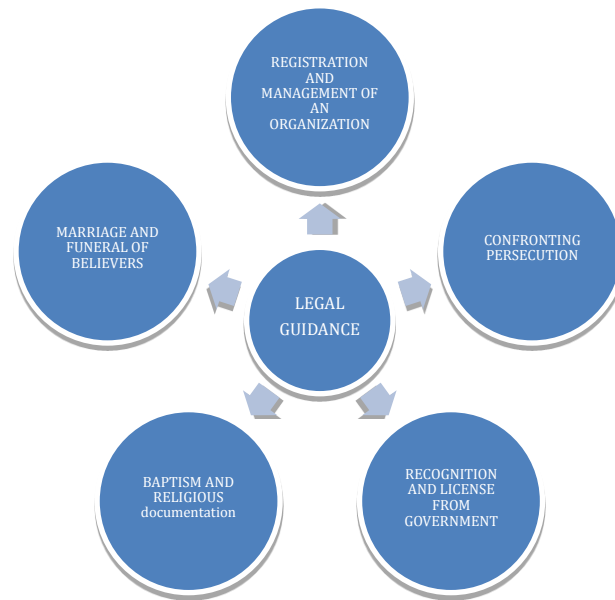 REGISTRATION
AND
MANAGEMENT OF
AN
ORGANIZATION
MARRIAGE AND
FUNERAL OF
BELIEVERS
CONFRONTING
PERSECUTION
LEGAL
GUIDANCE
BAPTISM AND
RELIGIOUS
documentation
RECOGNITION
AND LICENSE
FROM
GOVERNMENT